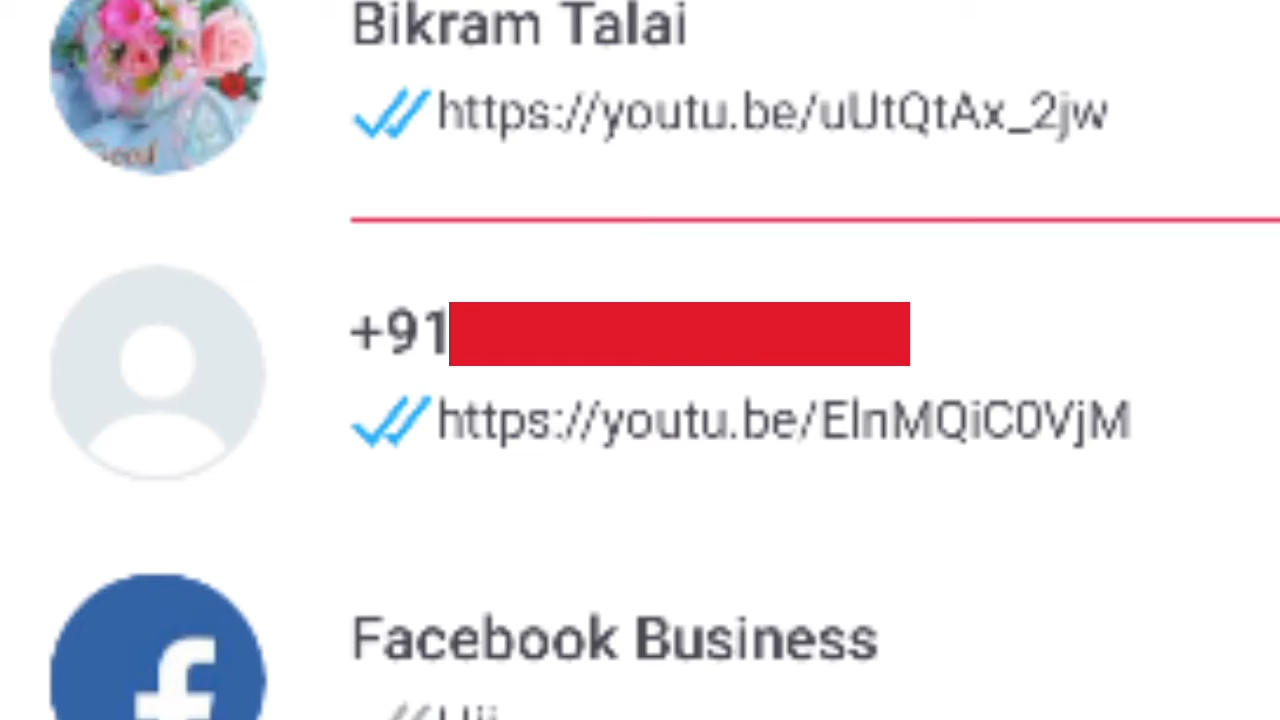 Bikram Talai
https://youtu.be/uUtQtAx_2jw
+91
https://youtu.be/ElnMQiC0VjM
Facebook Business